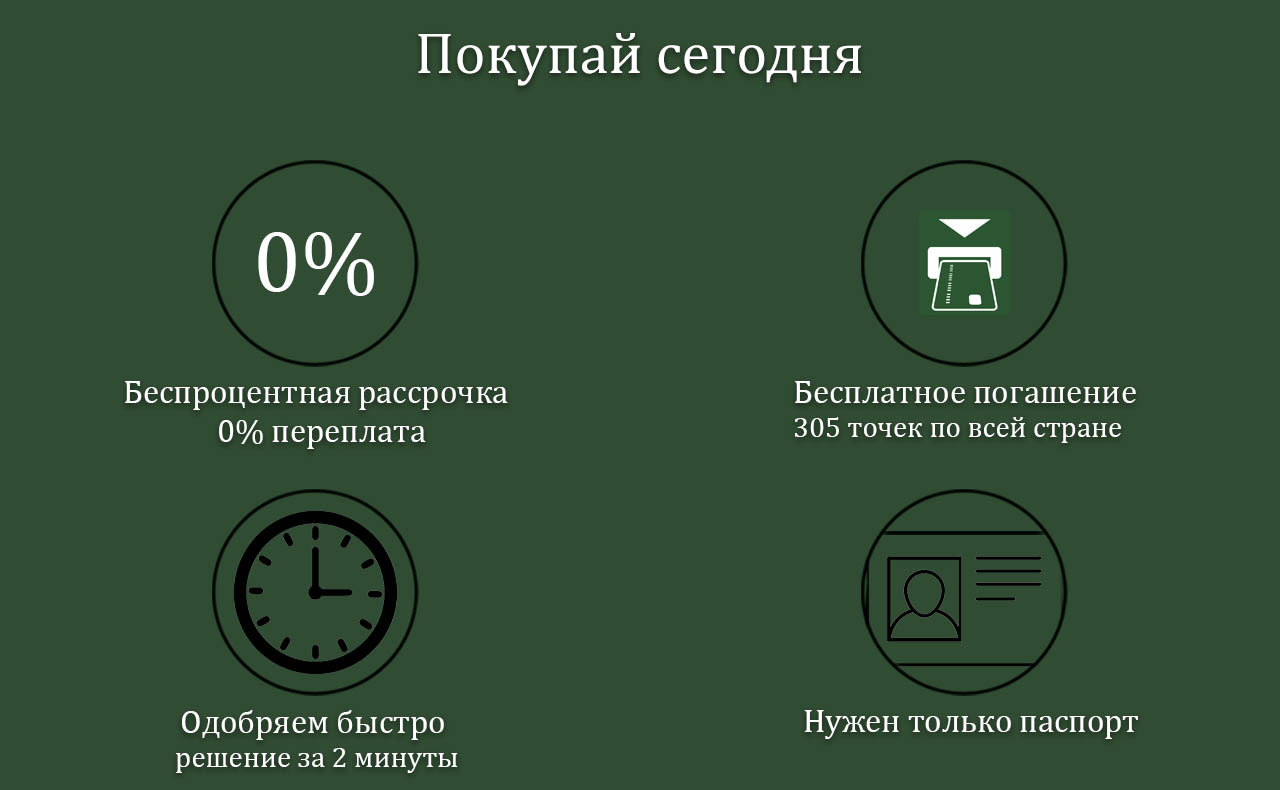 Покупай сегодня
0%
Беспроцентная рассрочка
0% переплата
Бесплатное погашение
305 точек по всей стране
Одобряем быстро
решение за 2 минуты
Нужен только паспорт